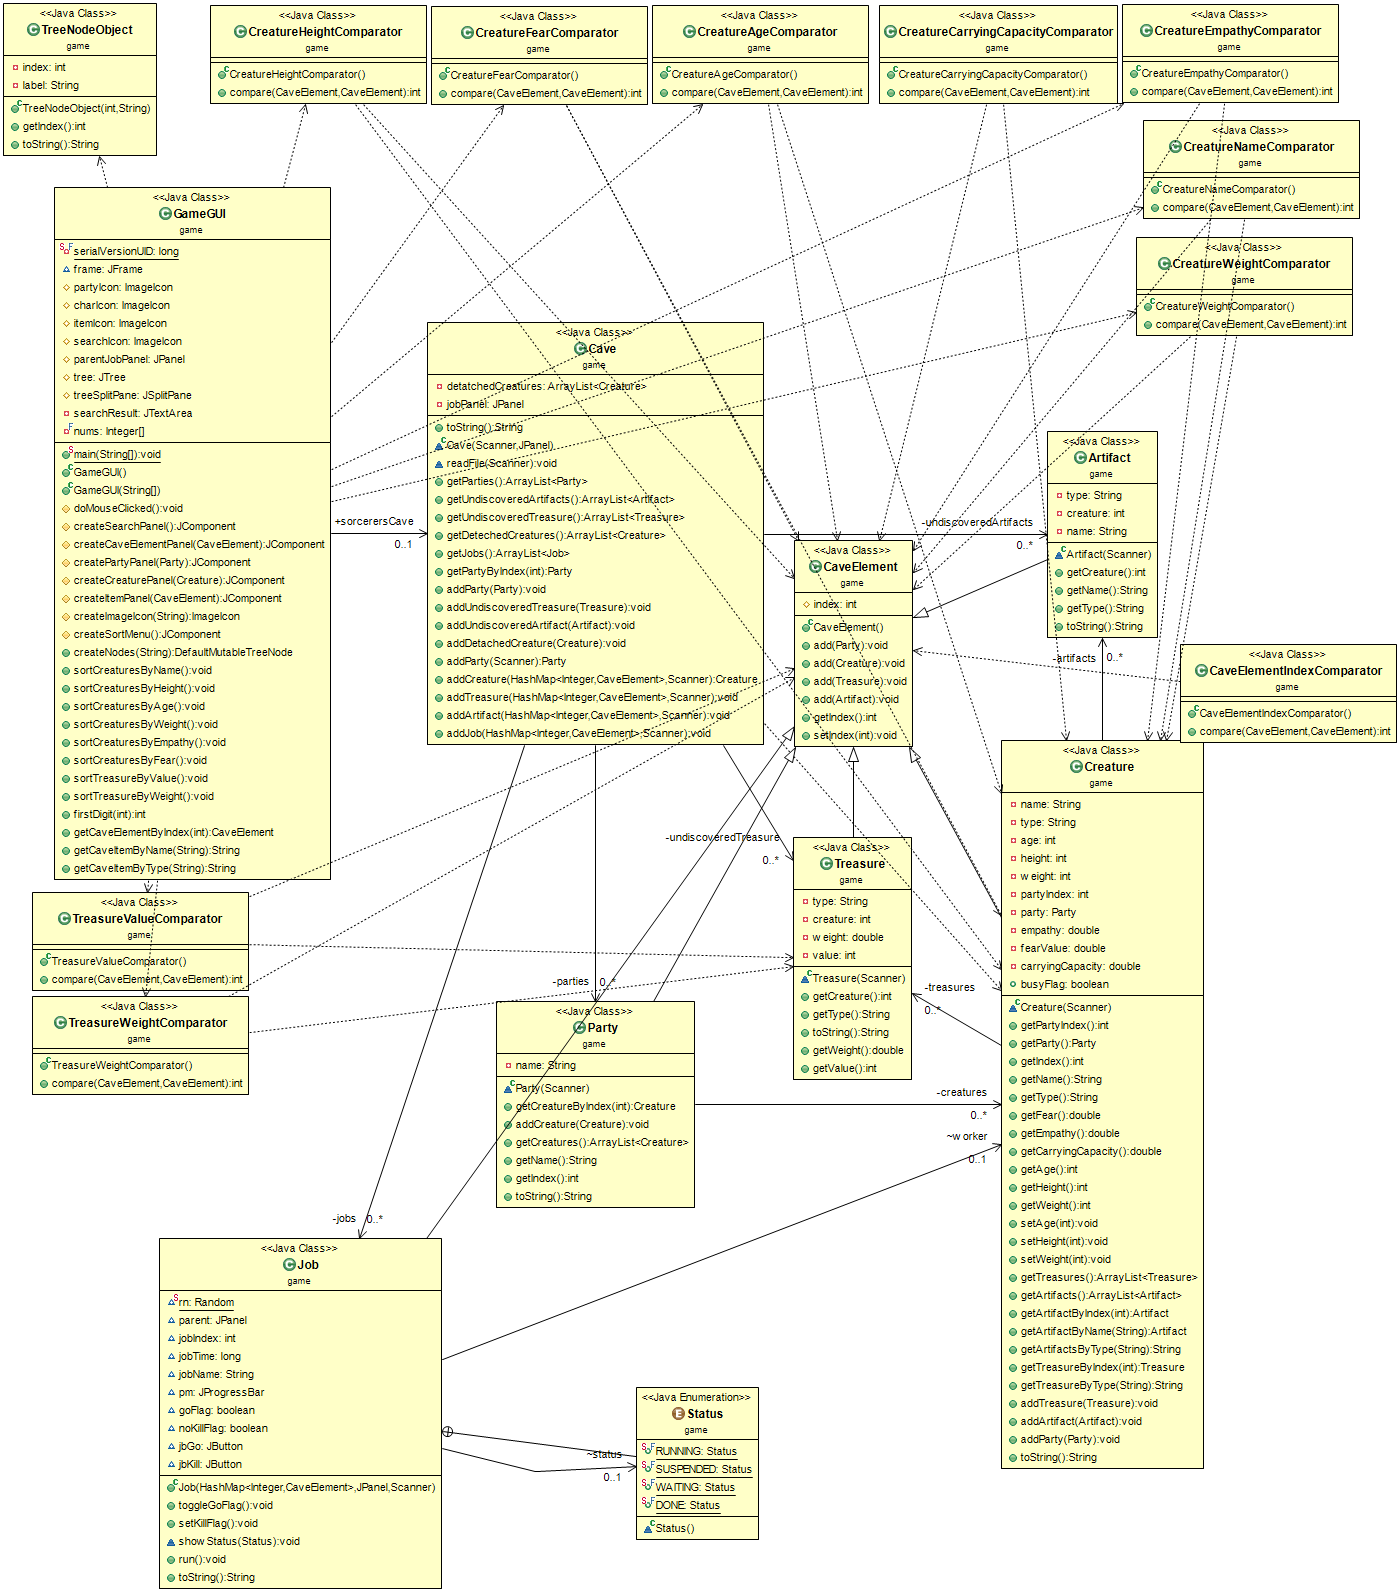 <<Java Class>>
TreeNodeObject
game
index: int
label: String
TreeNodeObject(int,String)
getIndex():int
toString():String
<<Java Class>>
CreatureHeightComparator
game
CreatureHeightComparator()
compare(CaveElement,CaveElement):int
<<Java Class>>
CreatureFearComparator
game
CreatureFearComparator()
compare(CaveElement,CaveElement):int
<<Java Class>>
CreatureAgeComparator
game
CreatureAgeComparator()
compare(CaveElement,CaveElement):int
<<Java Class>>
CreatureCarryingCapacityComparator
game
CreatureCarryingCapacityComparator()
compare(CaveElement,CaveElement):int
<<Java Class>>
CreatureEmpathyComparator
game
CreatureEmpathyComparator()
compare(CaveElement,CaveElement):int
<<Java Class>>
CreatureNameComparator
game
CreatureNameComparator()
compare(CaveElement,CaveElement):int
<<Java Class>>
CreatureWeightComparator
game
CreatureWeightComparator()
compare(CaveElement,CaveElement):int
<<Java Class>>
GameGUI
game
serialVersionUID: long
frame: JFrame
partyIcon: ImageIcon
charIcon: ImageIcon
itemIcon: ImageIcon
searchIcon: ImageIcon
parentJobPanel: JPanel
tree: JTree
treeSplitPane: JSplitPane
searchResult: JTextArea
nums: Integer[]
main(String[]):void
GameGUI()
GameGUI(String[])
doMouseClicked():void
createSearchPanel():JComponent
createCaveElementPanel(CaveElement):JComponent
createPartyPanel(Party):JComponent
createCreaturePanel(Creature):JComponent
createItemPanel(CaveElement):JComponent
createImageIcon(String):ImageIcon
createSortMenu():JComponent
createNodes(String):DefaultMutableTreeNode
sortCreaturesByName():void
sortCreaturesByHeight():void
sortCreaturesByAge():void
sortCreaturesByWeight():void
sortCreaturesByEmpathy():void
sortCreaturesByFear():void
sortTreasureByValue():void
sortTreasureByWeight():void
firstDigit(int):int
getCaveElementByIndex(int):CaveElement
getCaveItemByName(String):String
getCaveItemByType(String):String
+sorcerersCave
0..1
<<Java Class>>
Cave
game
detatchedCreatures: ArrayList<Creature>
jobPanel: JPanel
toString():String
Cave(Scanner,JPanel)
readFile(Scanner):void
getParties():ArrayList<Party>
getUndiscoveredArtifacts():ArrayList<Artifact>
getUndiscoveredTreasure():ArrayList<Treasure>
getDetechedCreatures():ArrayList<Creature>
getJobs():ArrayList<Job>
getPartyByIndex(int):Party
addParty(Party):void
addUndiscoveredTreasure(Treasure):void
addUndiscoveredArtifact(Artifact):void
addDetachedCreature(Creature):void
addParty(Scanner):Party
addCreature(HashMap<Integer,CaveElement>,Scanner):Creature
addTreasure(HashMap<Integer,CaveElement>,Scanner):void
addArtifact(HashMap<Integer,CaveElement>,Scanner):void
addJob(HashMap<Integer,CaveElement>,Scanner):void
-undiscoveredArtifacts
0..*
<<Java Class>>
Artifact
game
type: String
creature: int
name: String
Artifact(Scanner)
getCreature():int
getName():String
getType():String
toString():String
<<Java Class>>
CaveElement
game
index: int
CaveElement()
add(Party):void
add(Creature):void
add(Treasure):void
add(Artifact):void
getIndex():int
setIndex(int):void
-artifacts
0..*
<<Java Class>>
CaveElementIndexComparator
game
CaveElementIndexComparator()
compare(CaveElement,CaveElement):int
<<Java Class>>
Creature
game
name: String
type: String
age: int
height: int
weight: int
partyIndex: int
party: Party
empathy: double
fearValue: double
carryingCapacity: double
busyFlag: boolean
Creature(Scanner)
getPartyIndex():int
getParty():Party
getIndex():int
getName():String
getType():String
getFear():double
getEmpathy():double
getCarryingCapacity():double
getAge():int
getHeight():int
getWeight():int
setAge(int):void
setHeight(int):void
setWeight(int):void
getTreasures():ArrayList<Treasure>
getArtifacts():ArrayList<Artifact>
getArtifactByIndex(int):Artifact
getArtifactByName(String):Artifact
getArtifactsByType(String):String
getTreasureByIndex(int):Treasure
getTreasureByType(String):String
addTreasure(Treasure):void
addArtifact(Artifact):void
addParty(Party):void
toString():String
-undiscoveredTreasure
0..*
<<Java Class>>
Treasure
game
type: String
creature: int
weight: double
value: int
Treasure(Scanner)
getCreature():int
getType():String
toString():String
getWeight():double
getValue():int
-treasures
0..*
<<Java Class>>
TreasureValueComparator
game
TreasureValueComparator()
compare(CaveElement,CaveElement):int
<<Java Class>>
TreasureWeightComparator
game
TreasureWeightComparator()
compare(CaveElement,CaveElement):int
-parties
0..*
<<Java Class>>
Party
game
name: String
Party(Scanner)
getCreatureByIndex(int):Creature
addCreature(Creature):void
getCreatures():ArrayList<Creature>
getName():String
getIndex():int
toString():String
-creatures
0..*
~worker
0..1
-jobs
0..*
<<Java Class>>
Job
game
rn: Random
parent: JPanel
jobIndex: int
jobTime: long
jobName: String
pm: JProgressBar
goFlag: boolean
noKillFlag: boolean
jbGo: JButton
jbKill: JButton
Job(HashMap<Integer,CaveElement>,JPanel,Scanner)
toggleGoFlag():void
setKillFlag():void
showStatus(Status):void
run():void
toString():String
~status
0..1
<<Java Enumeration>>
Status
game
RUNNING: Status
SUSPENDED: Status
WAITING: Status
DONE: Status
Status()